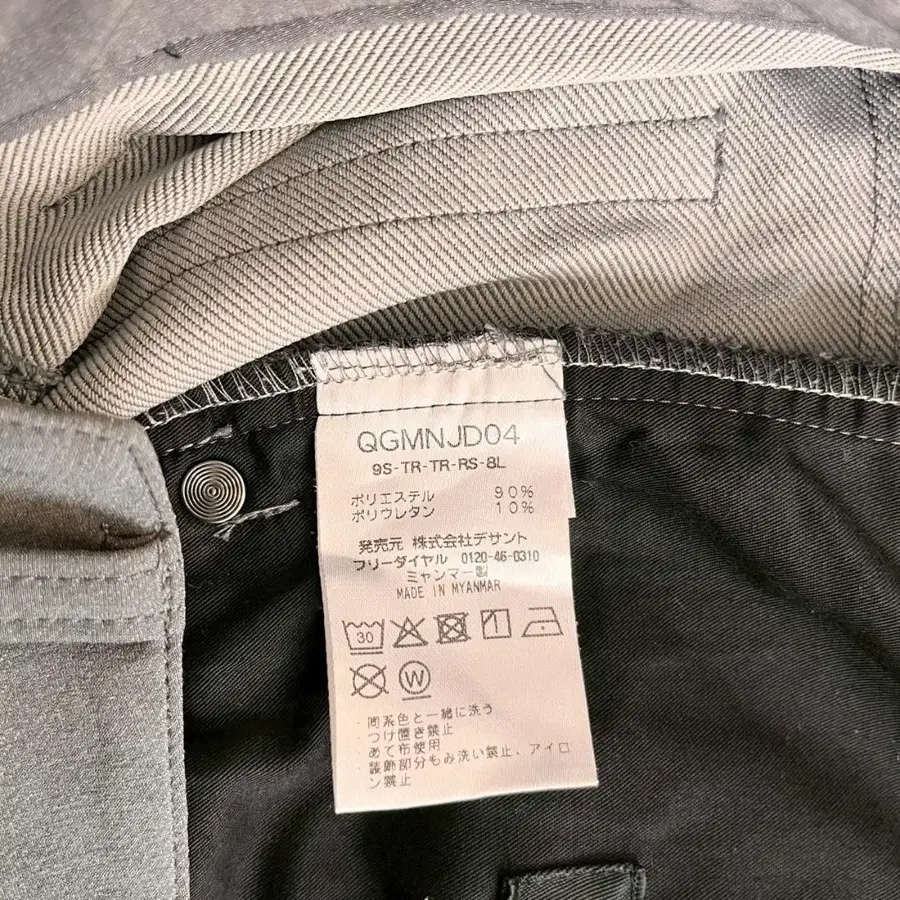 QGMNJD04
9S-TR-TR-RS-8L
ポリエステル 90%
ポリウレタン 10%
発売元 株式会社デサント
フリーダイヤル 0120-46-0310
ミャンマー製
MADE IN MYANMAR
30
W
・同系色と一緒に洗う
つけ置き禁止
・あて布使用
・装飾部分もみ洗い禁止、アイロ
ン禁止